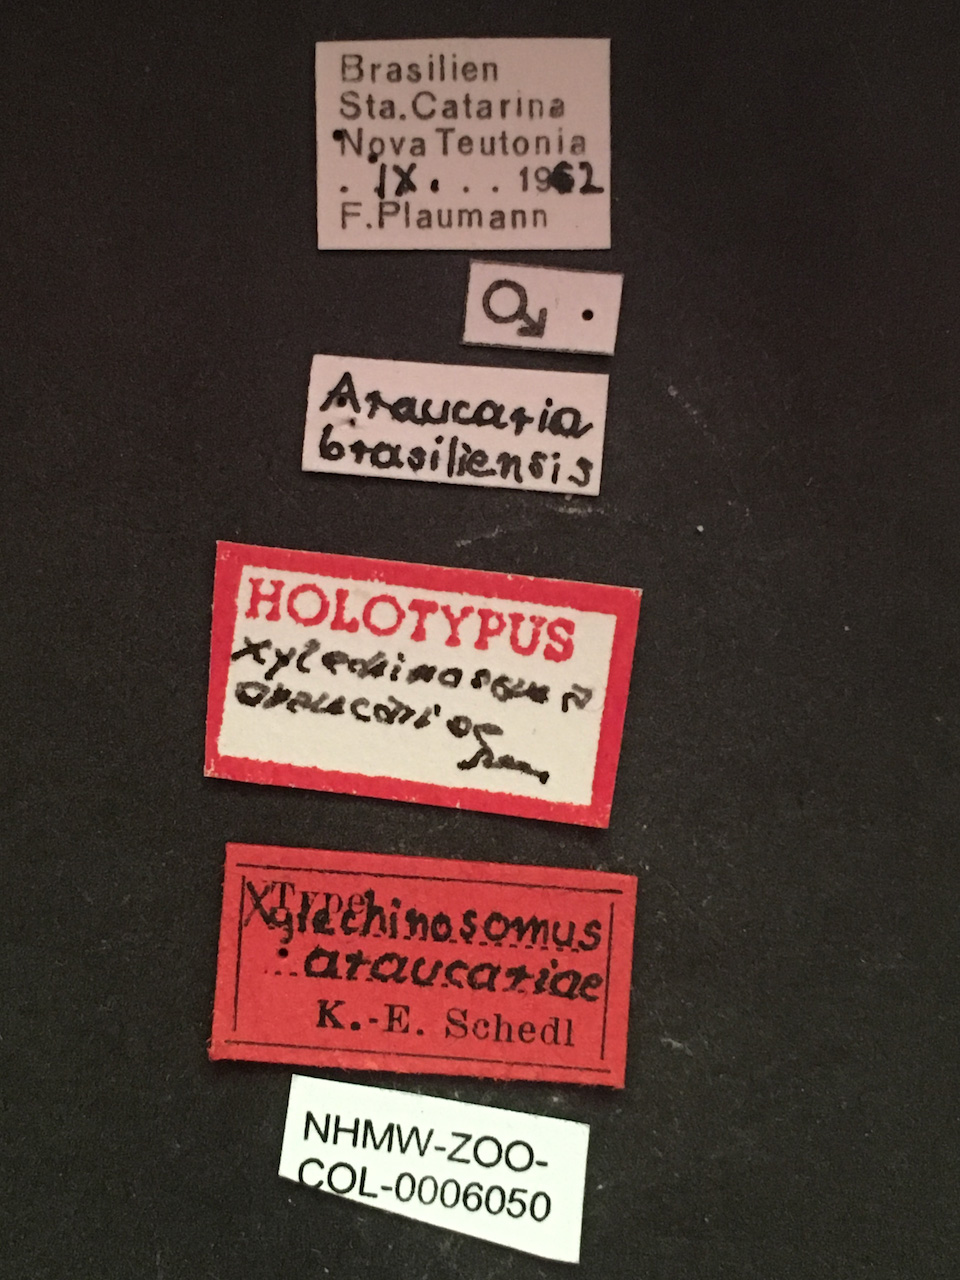 Brasilien
Sta.Catarina
Nova Teutonia
. IX. . . 1962
F.Plaumann
♂
Araucaria
brasiliensis
HOLOTYPUS
araucariae
Type
Xylechinosomus
araucariae
K.-E. Schedl
NHMW-ZOO-
COL-0006050